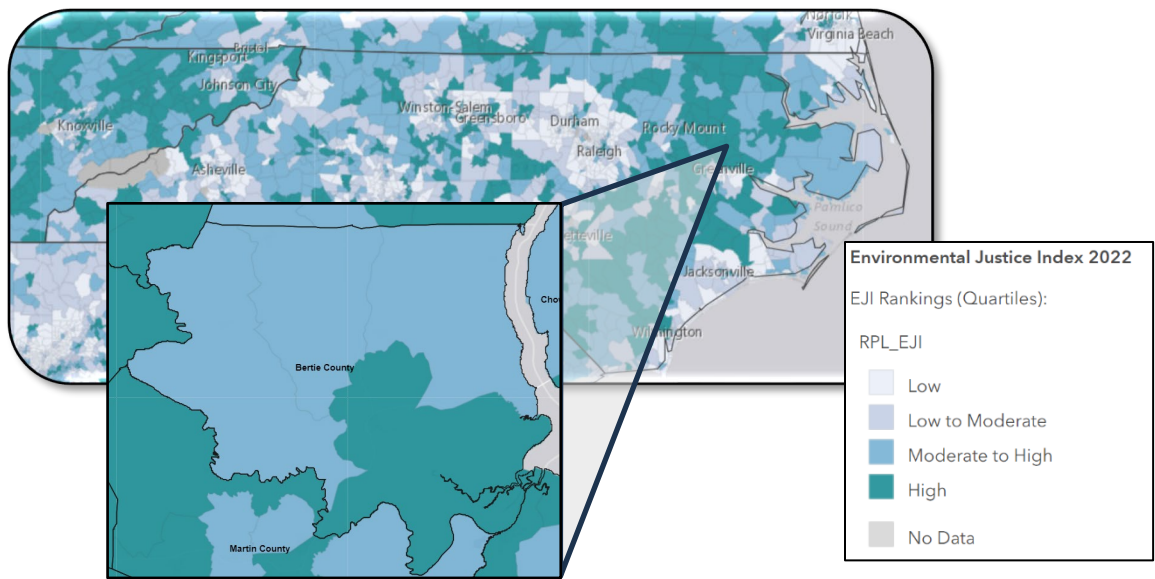 Norfolk
Virginia Beach
Bristol
Kingsport
Johnson City
Winston-Salem
Greensboro
Durham
Knoxville
Rocky Mount
Raleigh
Asheville
Greenville
Pamlico
Sound
etteville
Jacksonville
Wilmington
Cho
Bertie County
Martin County
Environmental Justice Index 2022
EJI Rankings (Quartiles):
RPL_EJI
Low
Low to Moderate
Moderate to High
High
No Data